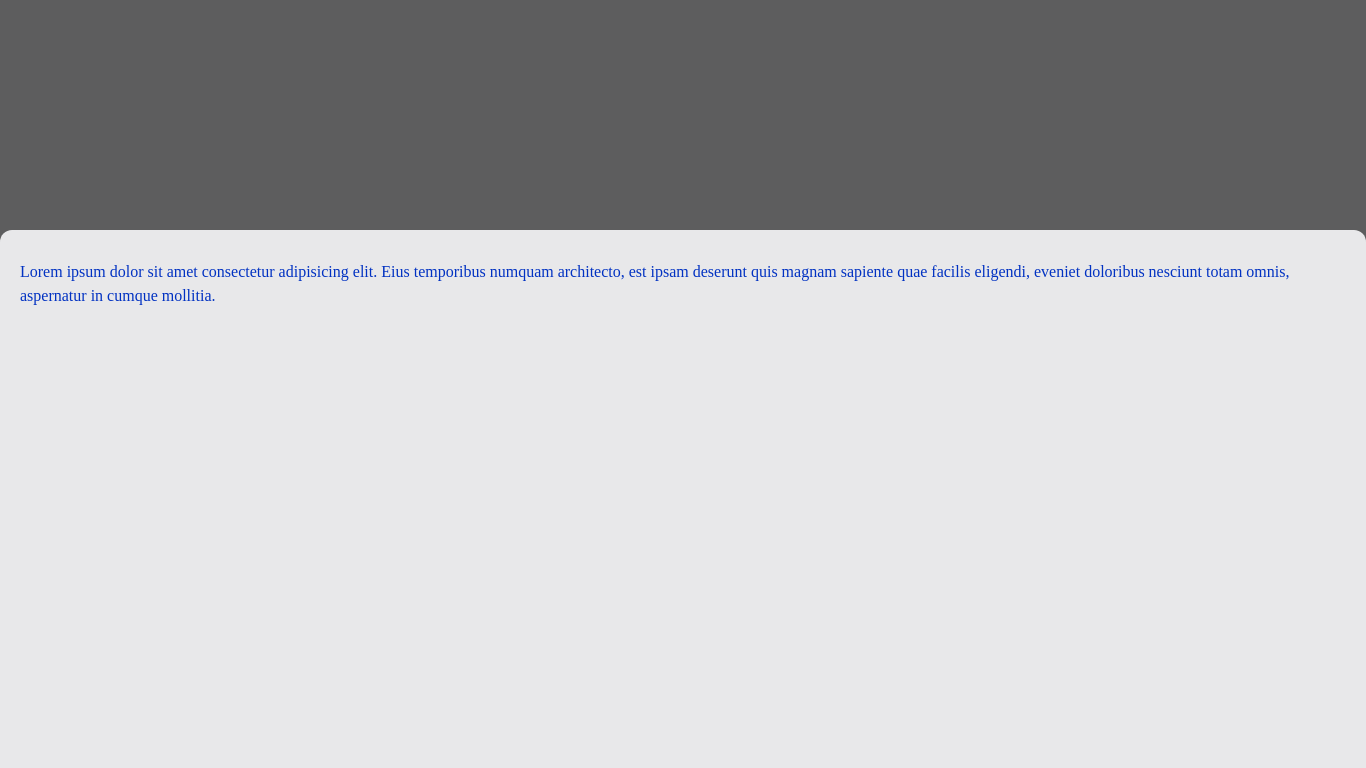 Lorem ipsum dolor sit amet consectetur adipisicing elit. Eius temporibus numquam architecto, est ipsam deserunt quis magnam sapiente quae facilis eligendi, eveniet doloribus nesciunt totam omnis,
aspernatur in cumque mollitia.